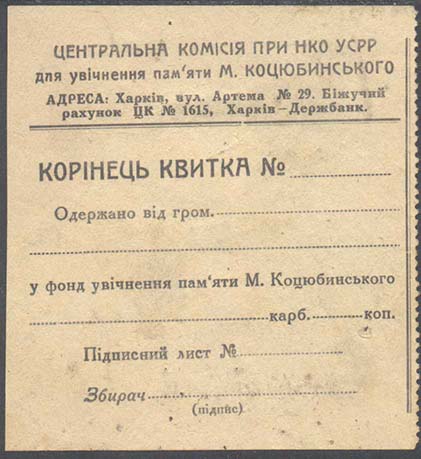 ЦЕНТРАЛЬНА КОМІСІЯ ПРИ НКО УСРР
для увічнення пам'яти М. КОЦЮБИНСЬКОГО
АДРЕСА: Харків, вул. Артема № 29. Біжучий
рахунок ЦК № 1615, Харків—Держбанк.
КОРІНЕЦЬ КВИТКА №
Одержано від гром.
у фонд увічнення пам'яти М. Коцюбинського
карб. коп.
Підписний лист №
Збирач
(підпис)